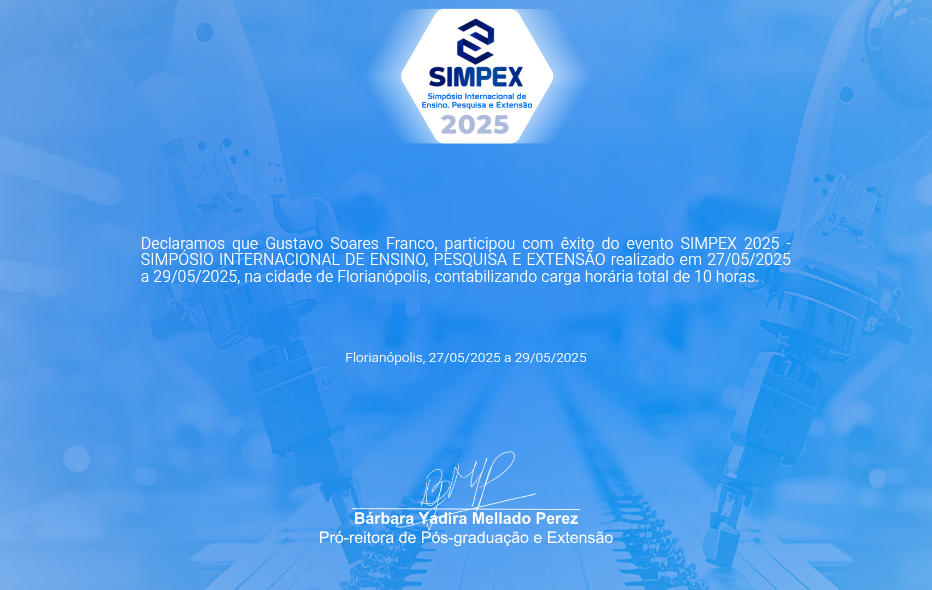 SIMPEX
Simpósio Internacional de
Ensino, Pesquisa e Extensão
2025
Declaramos que Gustavo Soares Franco, participou com êxito do evento SIMPEX 2025 -
SIMPÓSIO INTERNACIONAL DE ENSINO, PESQUISA E EXTENSÃO realizado em 27/05/2025
a 29/05/2025, na cidade de Florianópolis, contabilizando carga horária total de 10 horas.
Florianópolis, 27/05/2025 a 29/05/2025
Bárbara Yadira Mellado Perez
Pró-reitora de Pós-graduação e Extensão